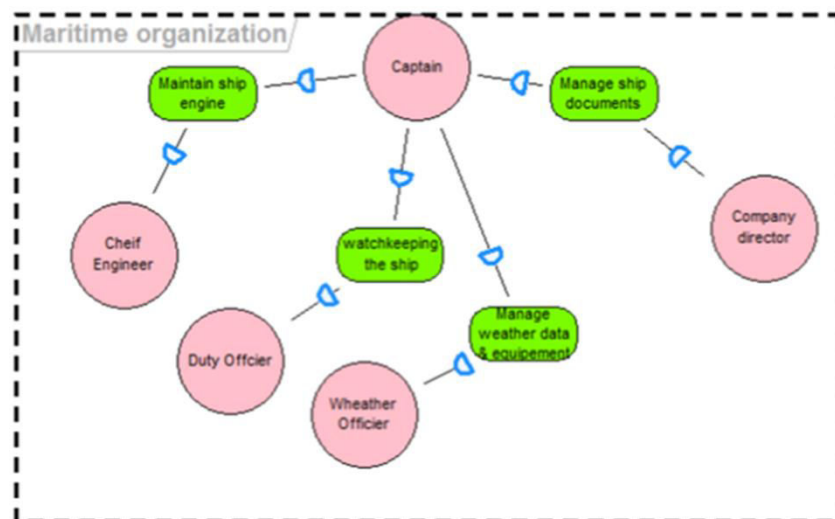 Maritime organization
Captain
Maintain ship
engine
Manage ship
documents
Cheif
Engineer
watchkeeping
the ship
Company
director
Duty Offcier
Manage
weather data
& equipement
Wheather
Officier